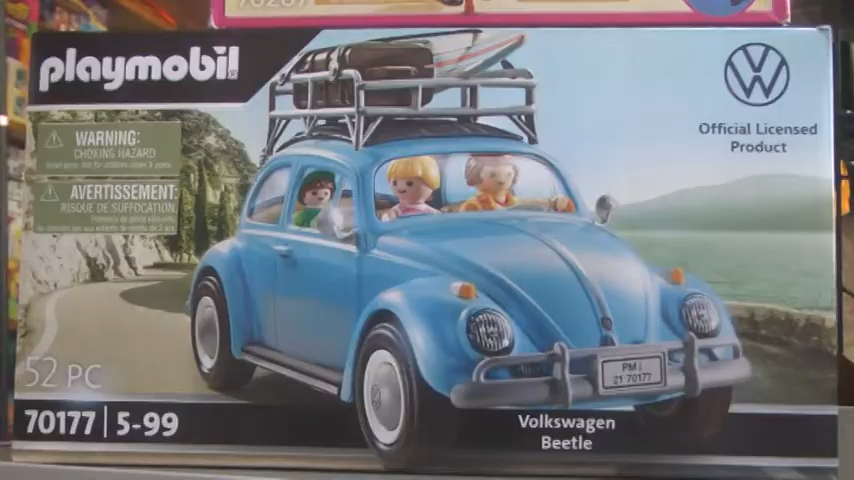 playmobil
WARNING:
CHOKING HAZARD
AVERTISSEMENT:
RISQUE DE SUFFOCATION
Official Licensed
Product
PM i
21 70177
52 PC
70177 | 5-99
Volkswagen
Beetle